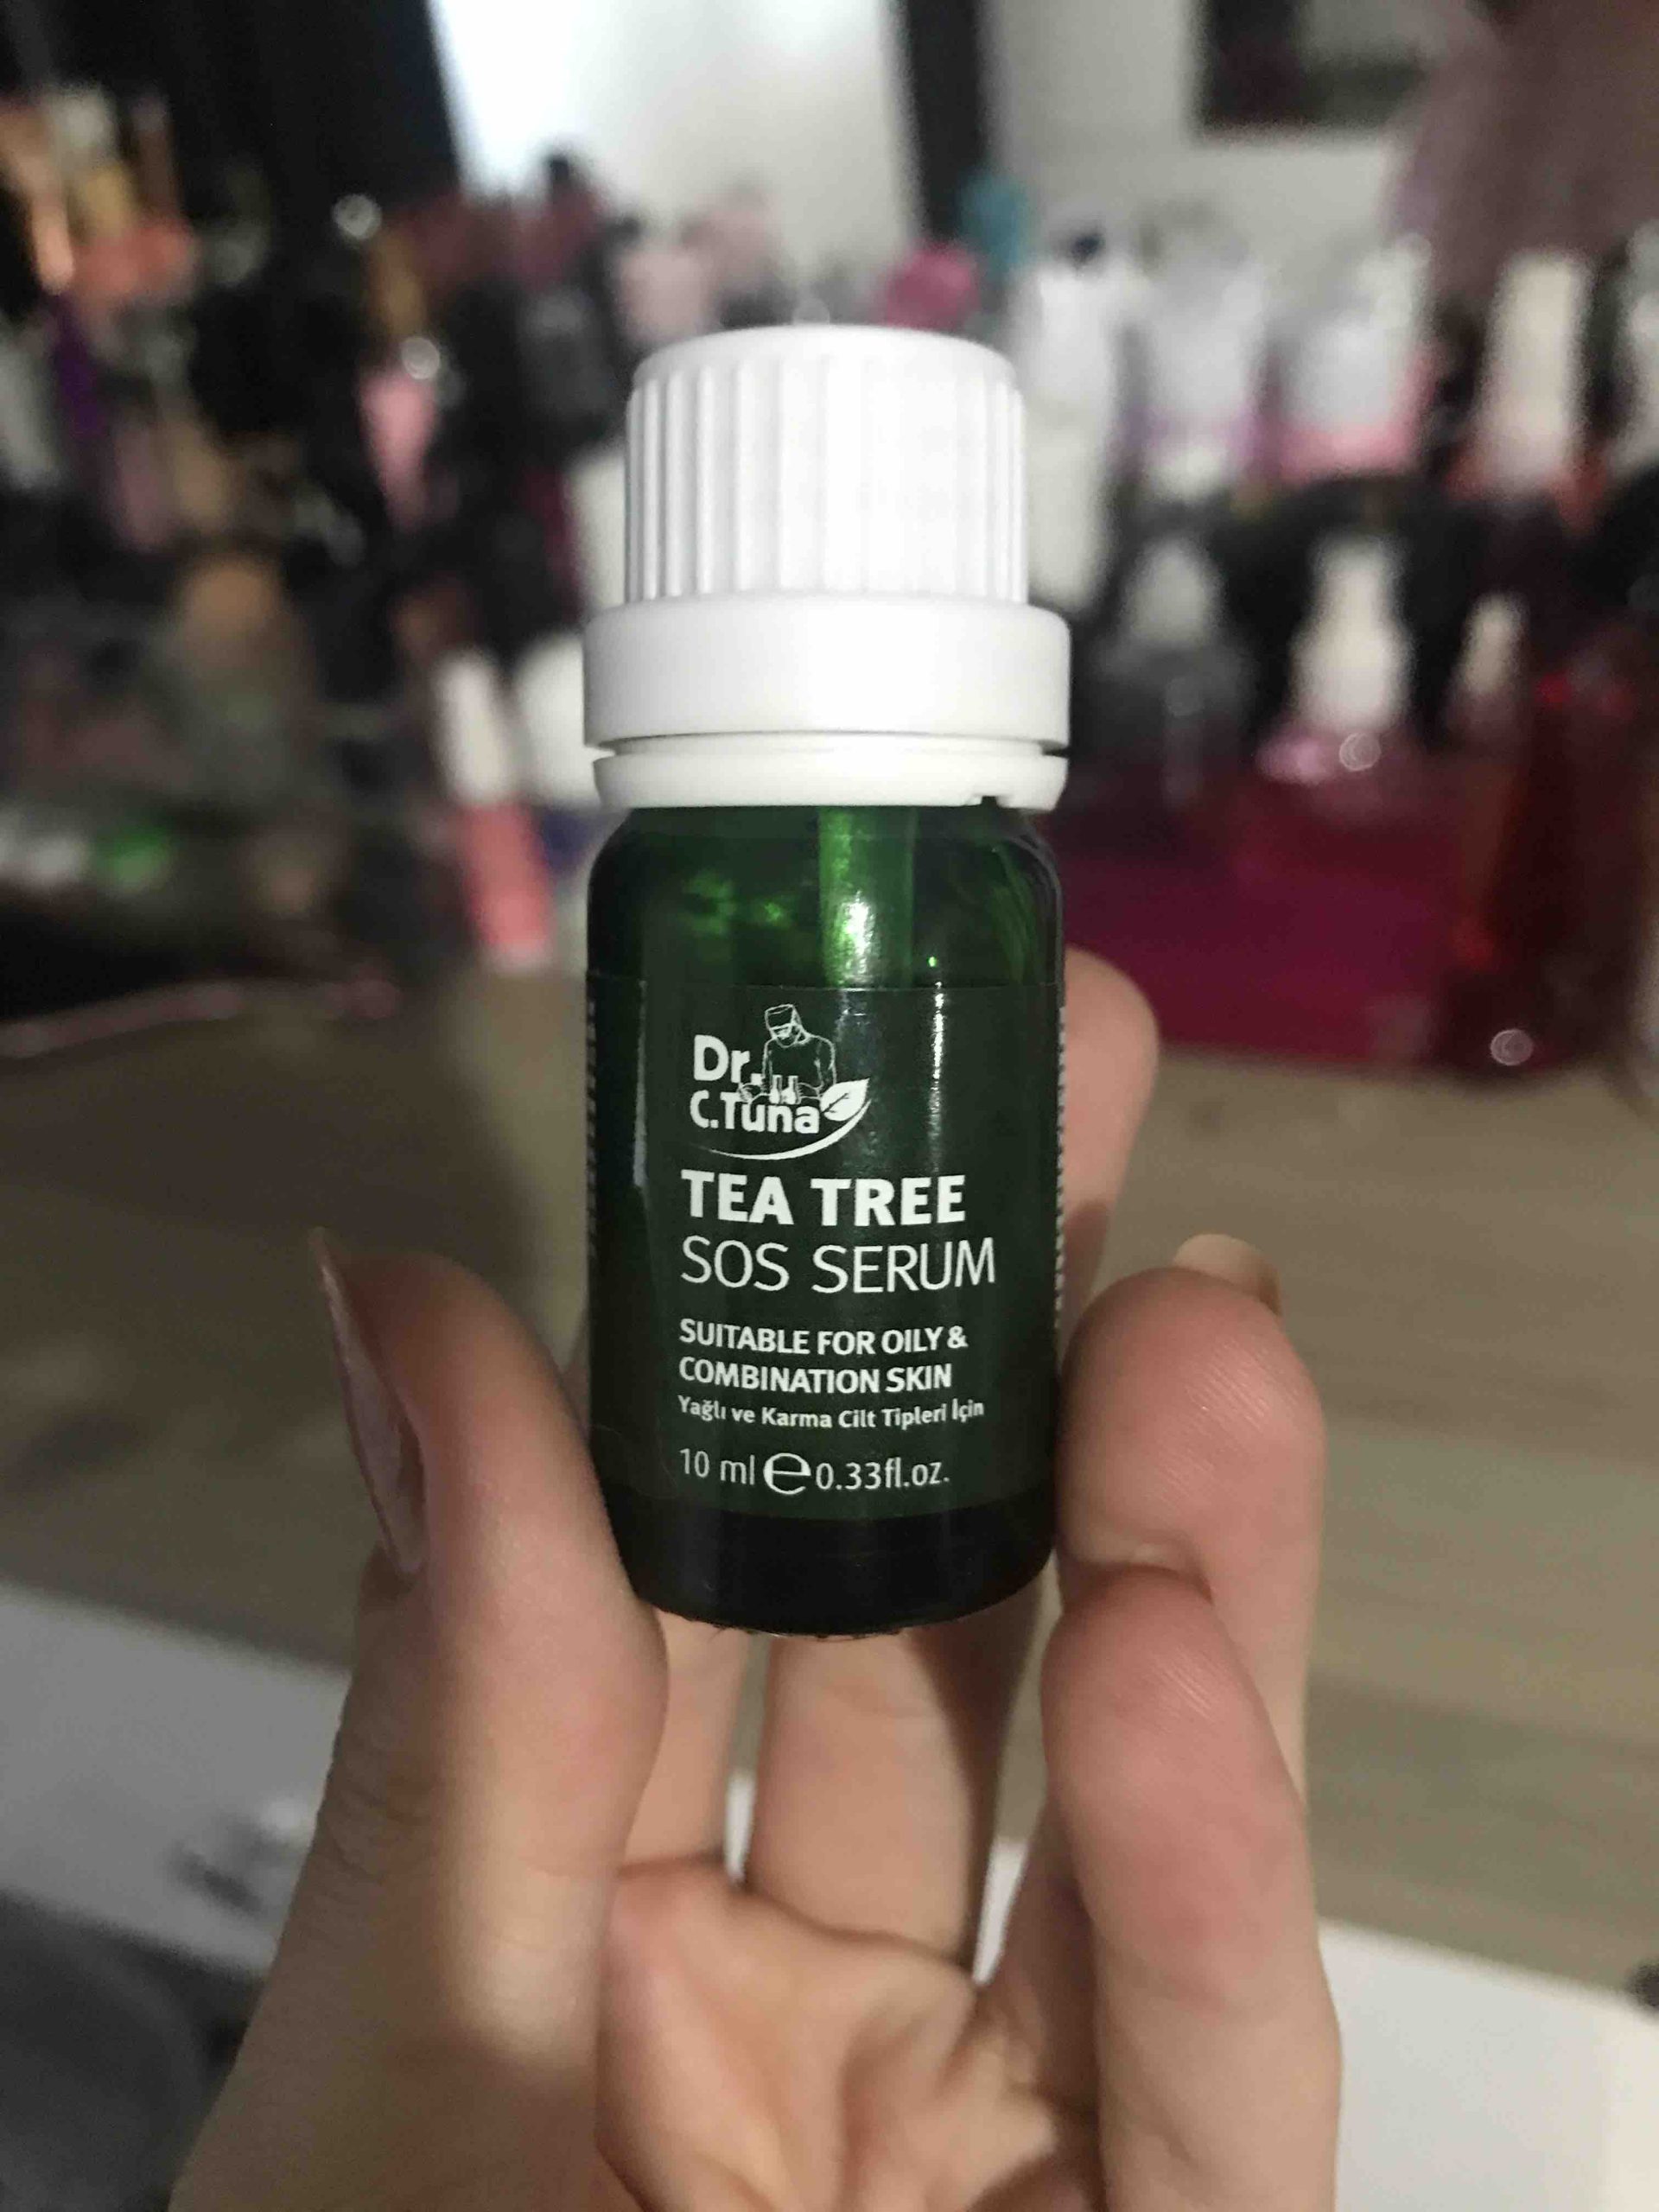 Dr.
C.Tuna
TEA TREE
SOS SERUM
SUITABLE FOR OILY &
COMBINATION SKIN
Yağlı ve Karma Cilt Tipleri İçin
10 ml e 0.33fl.oz.